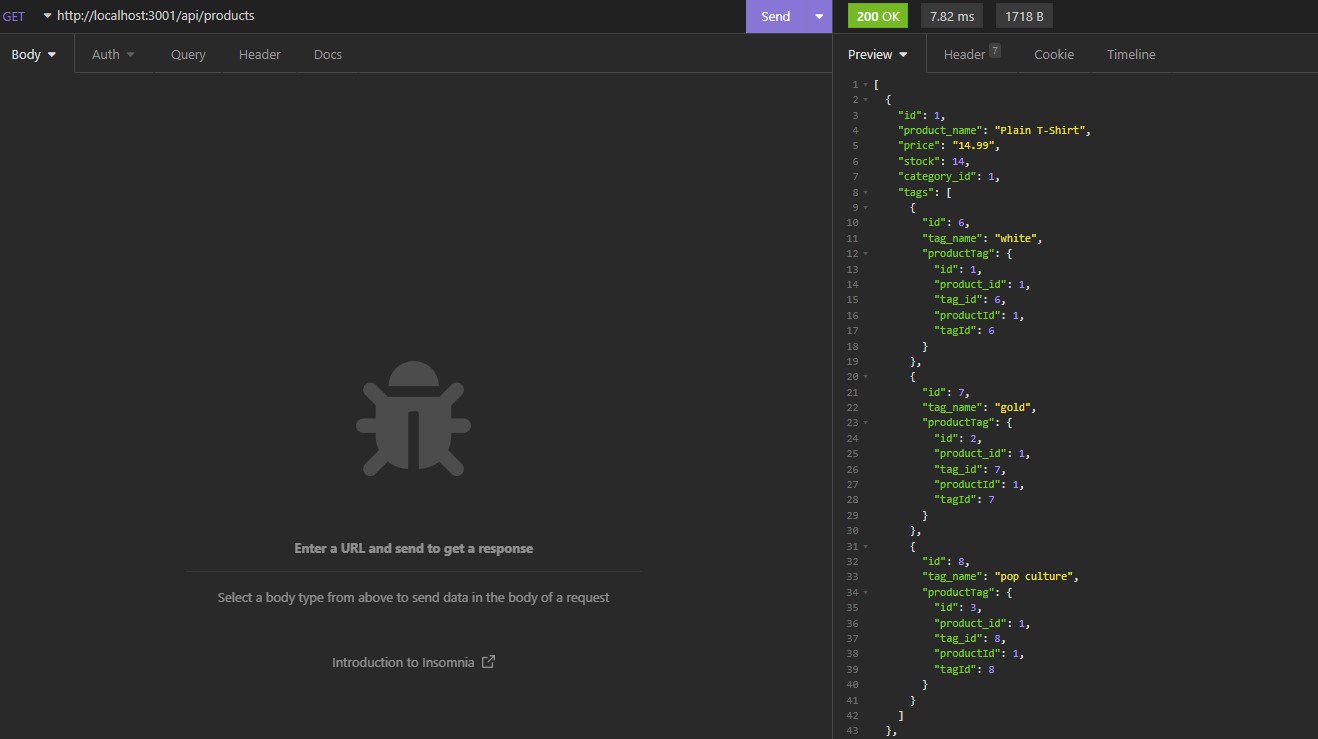 GET http://localhost:3001/api/products Send 200 OK 7.82 ms 1718 B
Body Auth Query Header Docs
Preview Header 7 Cookie Timeline
Enter a URL and send to get a response
Select a body type from above to send data in the body of a request
Introduction to Insomnia
1 [
2 {
3 "id": 1,
4 "product_name": "Plain T-Shirt",
5 "price": "14.99",
6 "stock": 14,
7 "category_id": 1,
8 "tags": [
9 {
10 "id": 6,
11 "tag_name": "white",
12 "productTag": {
13 "id": 1,
14 "product_id": 1,
15 "tag_id": 6,
16 "productId": 1,
17 "tagId": 6
18 }
19 },
20 {
21 "id": 7,
22 "tag_name": "gold",
23 "productTag": {
24 "id": 2,
25 "product_id": 1,
26 "tag_id": 7,
27 "productId": 1,
28 "tagId": 7
29 }
30 },
31 {
32 "id": 8,
33 "tag_name": "pop culture",
34 "productTag": {
35 "id": 3,
36 "product_id": 1,
37 "tag_id": 8,
38 "productId": 1,
39 "tagId": 8
40 }
41 }
42 ]
43 },